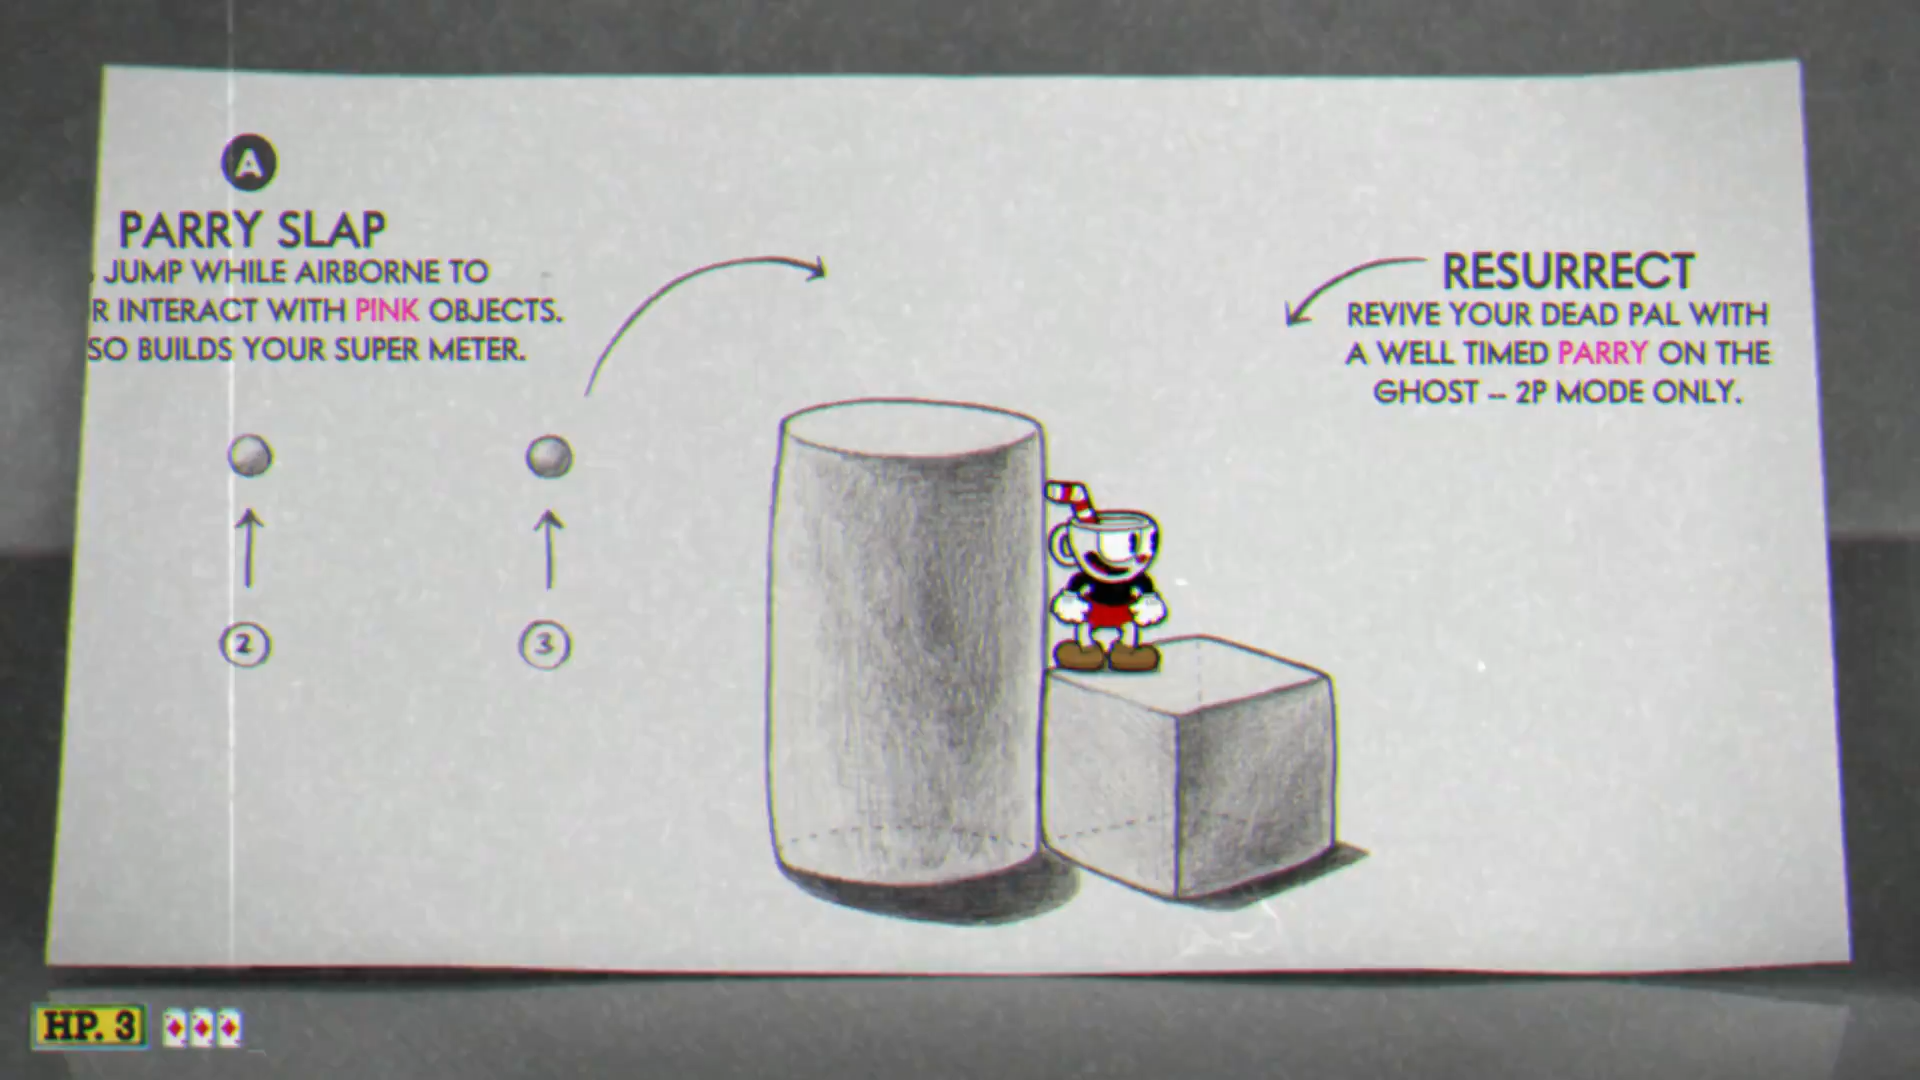 A
PARRY SLAP
JUMP WHILE AIRBORNE TO
R INTERACT WITH PINK OBJECTS.
SO BUILDS YOUR SUPER METER.
2
3
RESURRECT
REVIVE YOUR DEAD PAL WITH
A WELL TIMED PARRY ON THE
GHOST -- 2P MODE ONLY.
HP. 3